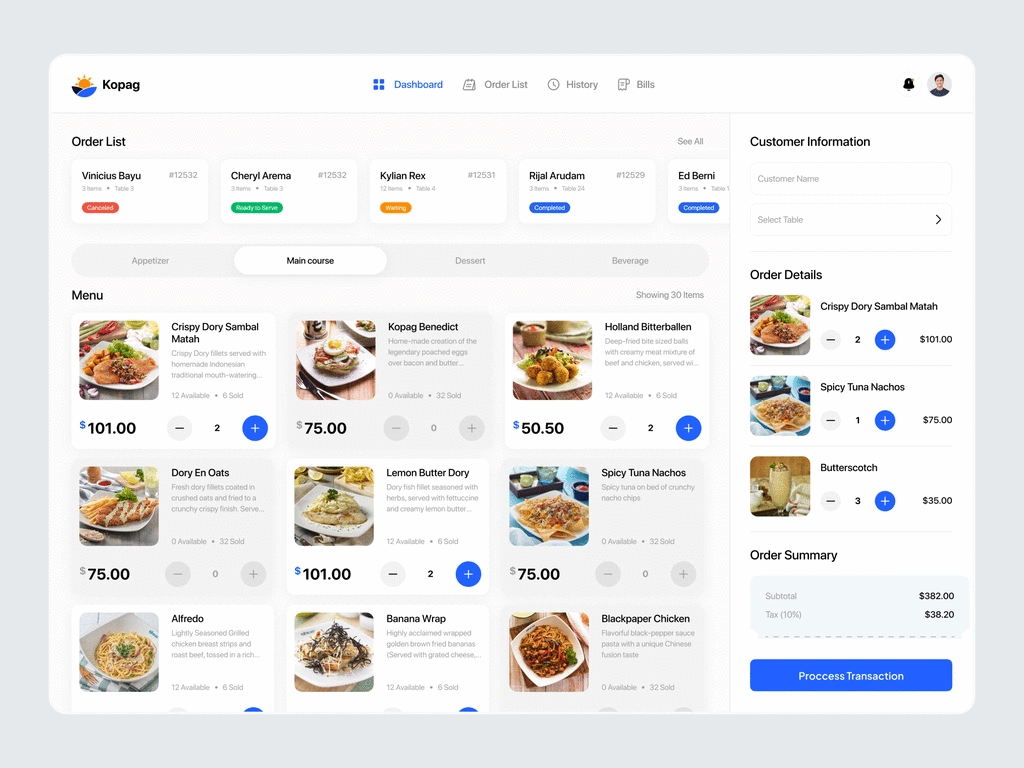 Kopag
Dashboard
Order List
History
Bills
Order List
See All
Vinicius Bayu #12532
3 Items • Table 3
Canceled
Cheryl Arema #12532
3 Items • Table 3
Ready to Serve
Kylian Rex #12531
12 Items • Table 4
Waiting
Rijal Arudam #12529
3 Items • Table 24
Completed
Ed Berni
3 Items • Table 1
Completed
Appetizer
Main course
Dessert
Beverage
Menu
Showing 30 Items
Crispy Dory Sambal
Matah
Crispy Dory fillets served with
homemade Indonesian
traditional mouth-watering...
12 Available • 6 Sold
$101.00
2
Kopag Benedict
Home-made creation of the
legendary poached eggs
over bacon and butter...
0 Available • 32 Sold
$75.00
0
Holland Bitterballen
Deep-fried bite sized balls
with creamy meat mixture of
beef and chicken, served wi...
12 Available • 6 Sold
$50.50
2
Dory En Oats
Fresh dory fillets coated in
crushed oats and fried to a
crunchy crispy finish. Serve...
0 Available • 32 Sold
$75.00
0
Lemon Butter Dory
Dory fish fillet seasoned with
herbs, served with fettuccine
and creamy lemon butter...
12 Available • 6 Sold
$101.00
2
Spicy Tuna Nachos
Spicy tuna on bed of crunchy
nacho chips
0 Available • 32 Sold
$75.00
0
Alfredo
Lightly Seasoned Grilled
chicken breast strips and
roast beef, tossed in a rich...
12 Available • 6 Sold
Banana Wrap
Highly acclaimed wrapped
golden brown fried bananas
(Served with grated cheese,...
12 Available • 6 Sold
Blackpaper Chicken
Flavorful black-pepper sauce
pasta with a unique Chinese
fusion taste
0 Available • 32 Sold
Customer Information
Customer Name
Select Table
Order Details
Crispy Dory Sambal Matah
2
$101.00
Spicy Tuna Nachos
1
$75.00
Butterscotch
3
$35.00
Order Summary
Subtotal $382.00
Tax (10%) $38.20
Proccess Transaction